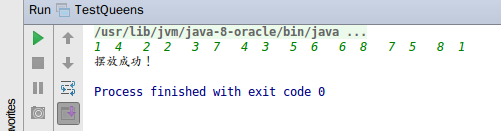 Run TestQueens
/usr/lib/jvm/java-8-oracle/bin/java ...
1 4 2 2 3 7 4 3 5 6 6 8 7 5 8 1
摆放成功！
Process finished with exit code 0
vorites